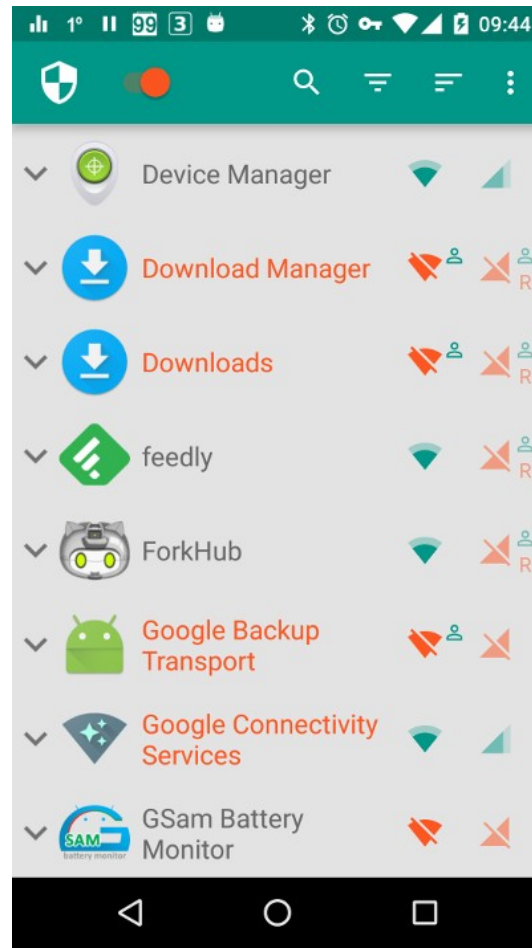 1° 99 3 09:44
Device Manager
Download Manager
R
Downloads
R
feedly
R
ForkHub
R
Google Backup
Transport
Google Connectivity
Services
SAM
battery monitor
GSam Battery
Monitor